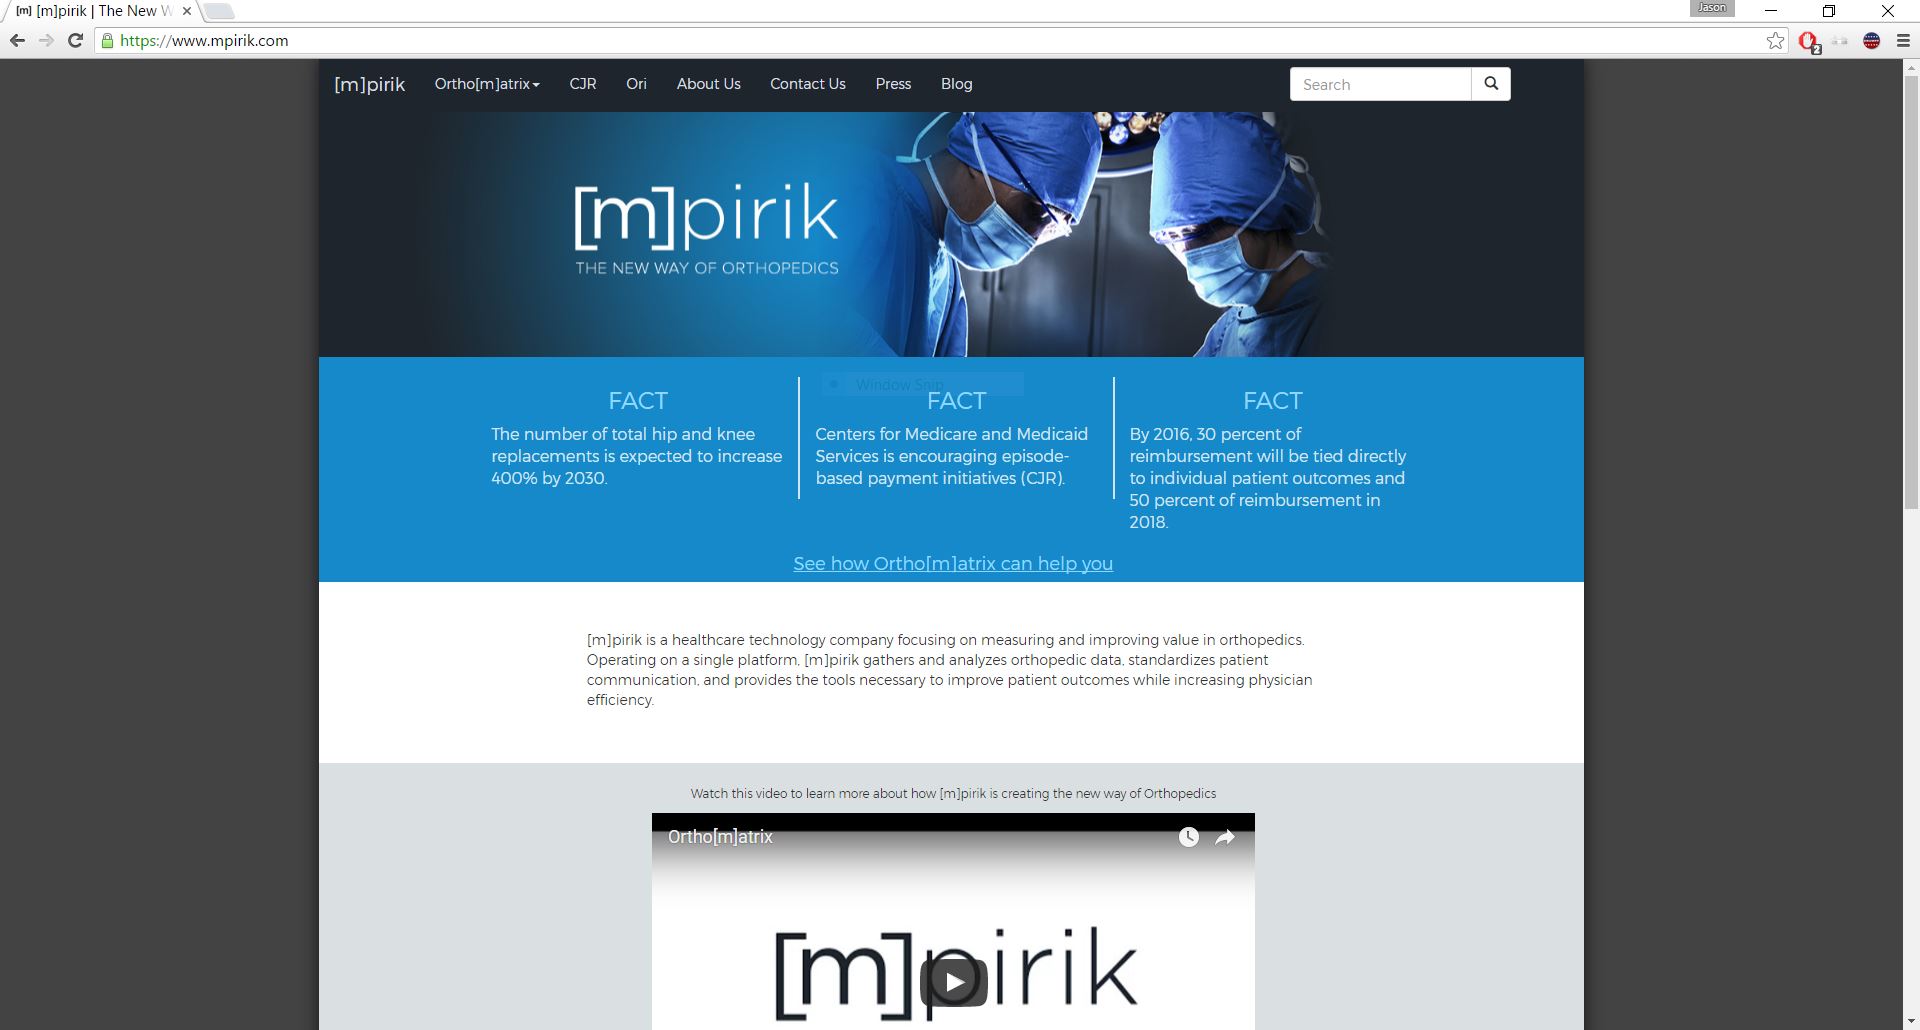 [m] [m]pirik | The New W
Jason
https://www.mpirik.com
2
[m]pirik Ortho[m]atrix CJR Ori About Us Contact Us Press Blog Search
[m]pirik
THE NEW WAY OF ORTHOPEDICS
Window Snip
FACT
The number of total hip and knee
replacements is expected to increase
400% by 2030.
FACT
Centers for Medicare and Medicaid
Services is encouraging episode-
based payment initiatives (CJR).
FACT
By 2016, 30 percent of
reimbursement will be tied directly
to individual patient outcomes and
50 percent of reimbursement in
2018.
See how Ortho[m]atrix can help you
[m]pirik is a healthcare technology company focusing on measuring and improving value in orthopedics.
Operating on a single platform, [m]pirik gathers and analyzes orthopedic data, standardizes patient
communication, and provides the tools necessary to improve patient outcomes while increasing physician
efficiency.
Watch this video to learn more about how [m]pirik is creating the new way of Orthopedics
Ortho[m]atrix
[m]pirik